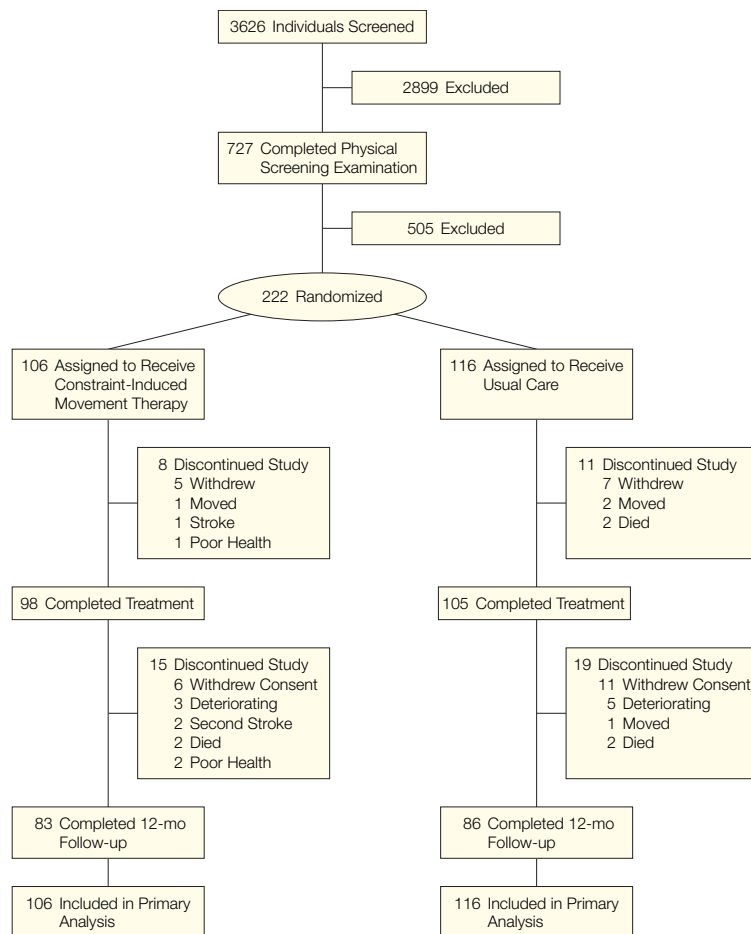 3626 Individuals Screened
2899 Excluded
727 Completed Physical
Screening Examination
505 Excluded
222 Randomized
106 Assigned to Receive
Constraint-Induced
Movement Therapy
116 Assigned to Receive
Usual Care
8 Discontinued Study
5 Withdrew
1 Moved
1 Stroke
1 Poor Health
11 Discontinued Study
7 Withdrew
2 Moved
2 Died
98 Completed Treatment
105 Completed Treatment
15 Discontinued Study
6 Withdrew Consent
3 Deteriorating
2 Second Stroke
2 Died
2 Poor Health
19 Discontinued Study
11 Withdrew Consent
5 Deteriorating
1 Moved
2 Died
83 Completed 12-mo
Follow-up
86 Completed 12-mo
Follow-up
106 Included in Primary
Analysis
116 Included in Primary
Analysis